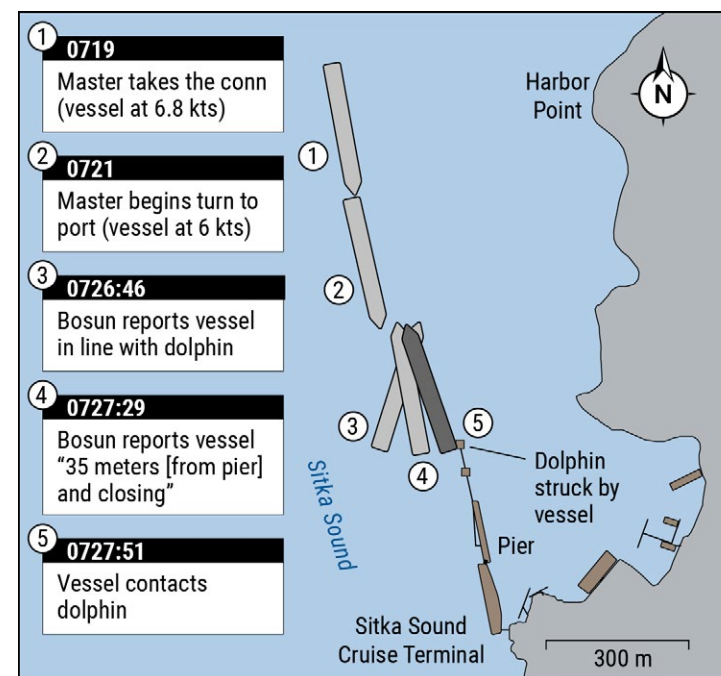 1
0719
Master takes the conn
(vessel at 6.8 kts)
2
0721
Master begins turn to
port (vessel at 6 kts)
3
0726:46
Bosun reports vessel
in line with dolphin
4
0727:29
Bosun reports vessel
“35 meters [from pier]
and closing”
5
0727:51
Vessel contacts
dolphin
1
2
3
4
5
Harbor
Point
N
Dolphin
struck by
vessel
Pier
Sitka Sound
Sitka Sound
Cruise Terminal
300 m